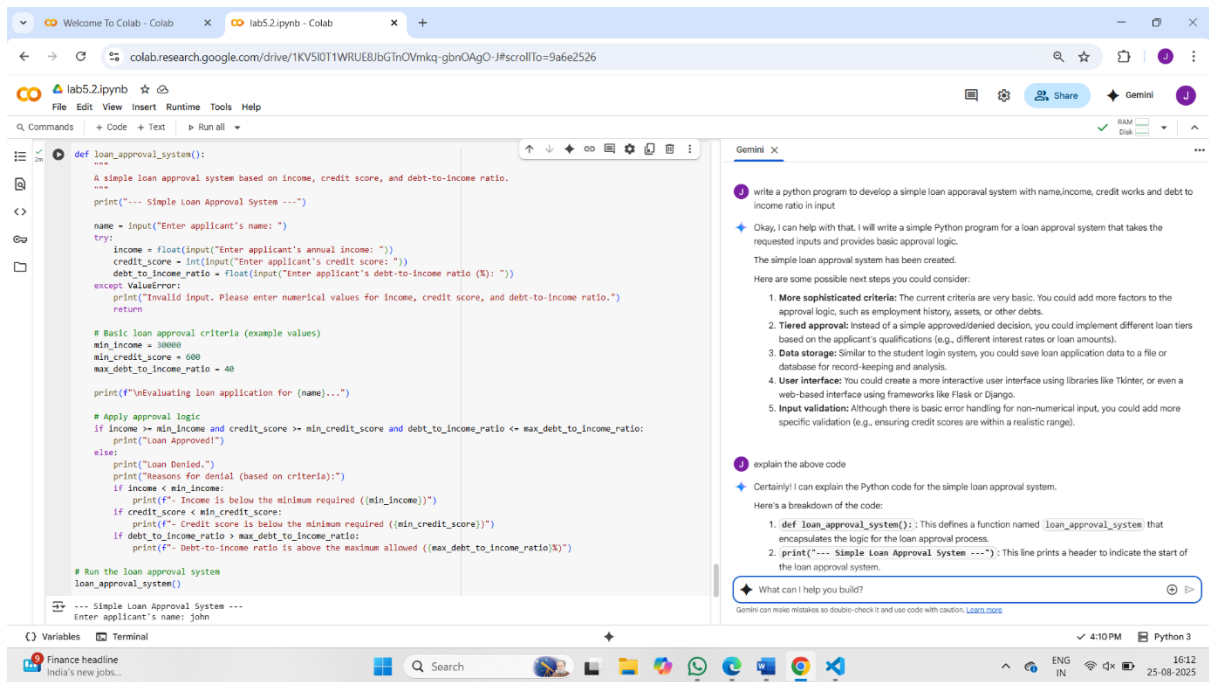 Welcome To Colab - Colab
lab5.2.ipynb - Colab
colab.research.google.com/drive/1KV5l0T1WRUE8JbGTnOVmkq-gbnOAgO-J#scrollTo=9a6e2526
J
lab5.2.ipynb
File Edit View Insert Runtime Tools Help
Share
Gemini
J
Commands + Code + Text Run all
RAM
Disk
2m
def loan_approval_system():
"""
A simple loan approval system based on income, credit score, and debt-to-income ratio.
"""
print("--- Simple Loan Approval System ---")
name = input("Enter applicant's name: ")
try:
income = float(input("Enter applicant's annual income: "))
credit_score = int(input("Enter applicant's credit score: "))
debt_to_income_ratio = float(input("Enter applicant's debt-to-income ratio (%): "))
except ValueError:
print("Invalid input. Please enter numerical values for income, credit score, and debt-to-income ratio.")
return
# Basic loan approval criteria (example values)
min_income = 30000
min_credit_score = 600
max_debt_to_income_ratio = 40
print(f"\nEvaluating loan application for {name}...")
# Apply approval logic
if income >= min_income and credit_score >= min_credit_score and debt_to_income_ratio <= max_debt_to_income_ratio:
print("Loan Approved!")
else:
print("Loan Denied.")
print("Reasons for denial (based on criteria):")
if income < min_income:
print(f"- Income is below the minimum required ({min_income})")
if credit_score < min_credit_score:
print(f"- Credit score is below the minimum required ({min_credit_score})")
if debt_to_income_ratio > max_debt_to_income_ratio:
print(f"- Debt-to-income ratio is above the maximum allowed ({max_debt_to_income_ratio}%)")
# Run the loan approval system
loan_approval_system()
--- Simple Loan Approval System ---
Enter applicant's name: john
Gemini
J write a python program to develop a simple loan apporaval system with name,income, credit works and debt to
income ratio in input
Okay, I can help with that. I will write a simple Python program for a loan approval system that takes the
requested inputs and provides basic approval logic.
The simple loan approval system has been created.
Here are some possible next steps you could consider:
1. More sophisticated criteria: The current criteria are very basic. You could add more factors to the
approval logic, such as employment history, assets, or other debts.
2. Tiered approval: Instead of a simple approved/denied decision, you could implement different loan tiers
based on the applicant's qualifications (e.g., different interest rates or loan amounts).
3. Data storage: Similar to the student login system, you could save loan application data to a file or
database for record-keeping and analysis.
4. User interface: You could create a more interactive user interface using libraries like Tkinter, or even a
web-based interface using frameworks like Flask or Django.
5. Input validation: Although there is basic error handling for non-numerical input, you could add more
specific validation (e.g., ensuring credit scores are within a realistic range).
J explain the above code
Certainly! I can explain the Python code for the simple loan approval system.
Here's a breakdown of the code:
1. def loan_approval_system(): : This defines a function named loan_approval_system that
encapsulates the logic for the loan approval process.
2. print("--- Simple Loan Approval System ---") : This line prints a header to indicate the start of
the loan approval system.
What can I help you build?
Gemini can make mistakes so double-check it and use code with caution. Learn more
Variables Terminal
4:10 PM Python 3
9
Finance headline
India's new jobs...
Search
ENG
IN
16:12
25-08-2025